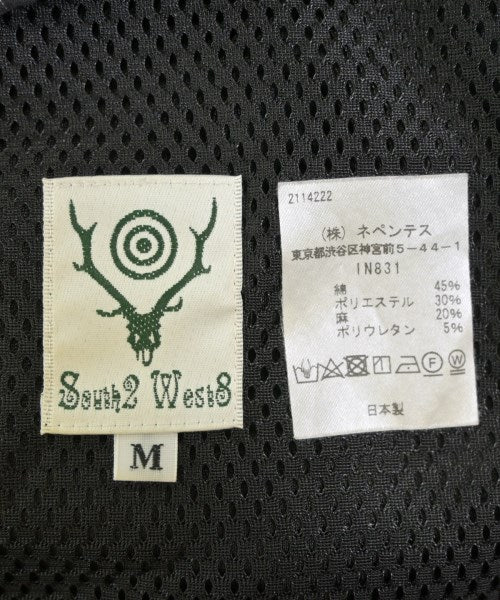 South2 West8
M
2114222
(株) ネペンテス
東京都渋谷区神宮前5-44-1
IN831
綿 45%
ポリエステル 30%
麻 20%
ポリウレタン 5%
F W
日本製